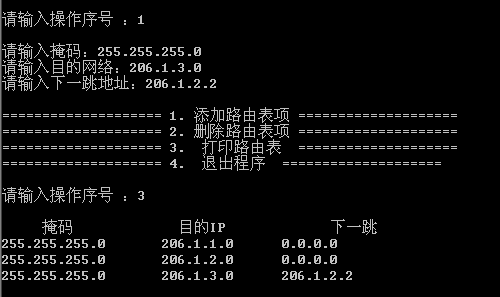 请输入操作序号 ：1
请输入掩码：255.255.255.0
请输入目的网络：206.1.3.0
请输入下一跳地址：206.1.2.2
==================== 1. 添加路由表项 ====================
==================== 2. 删除路由表项 ====================
==================== 3.  打印路由表  ====================
==================== 4.  退出程序  ====================
请输入操作序号 ：3
掩码 目的IP 下一跳
255.255.255.0 206.1.1.0 0.0.0.0
255.255.255.0 206.1.2.0 0.0.0.0
255.255.255.0 206.1.3.0 206.1.2.2